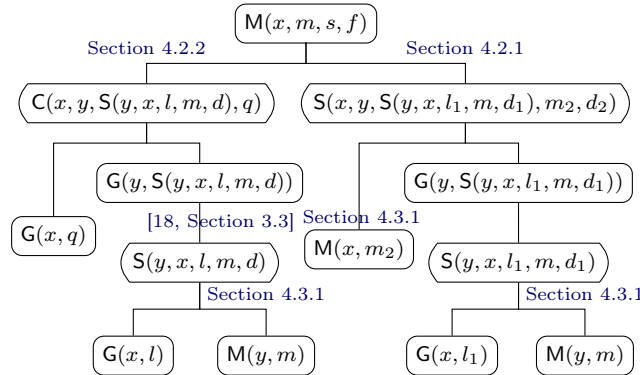 M(x, m, s, f)
Section 4.2.2
Section 4.2.1
C(x, y, S(y, x, l, m, d), q)
S(x, y, S(y, x, l₁, m, d₁), m₂, d₂)
G(y, S(y, x, l, m, d))
G(y, S(y, x, l₁, m, d₁))
G(x, q)
[18, Section 3.3]
Section 4.3.1
M(x, m₂)
S(y, x, l, m, d)
S(y, x, l₁, m, d₁)
Section 4.3.1
Section 4.3.1
G(x, l)
M(y, m)
G(x, l₁)
M(y, m)